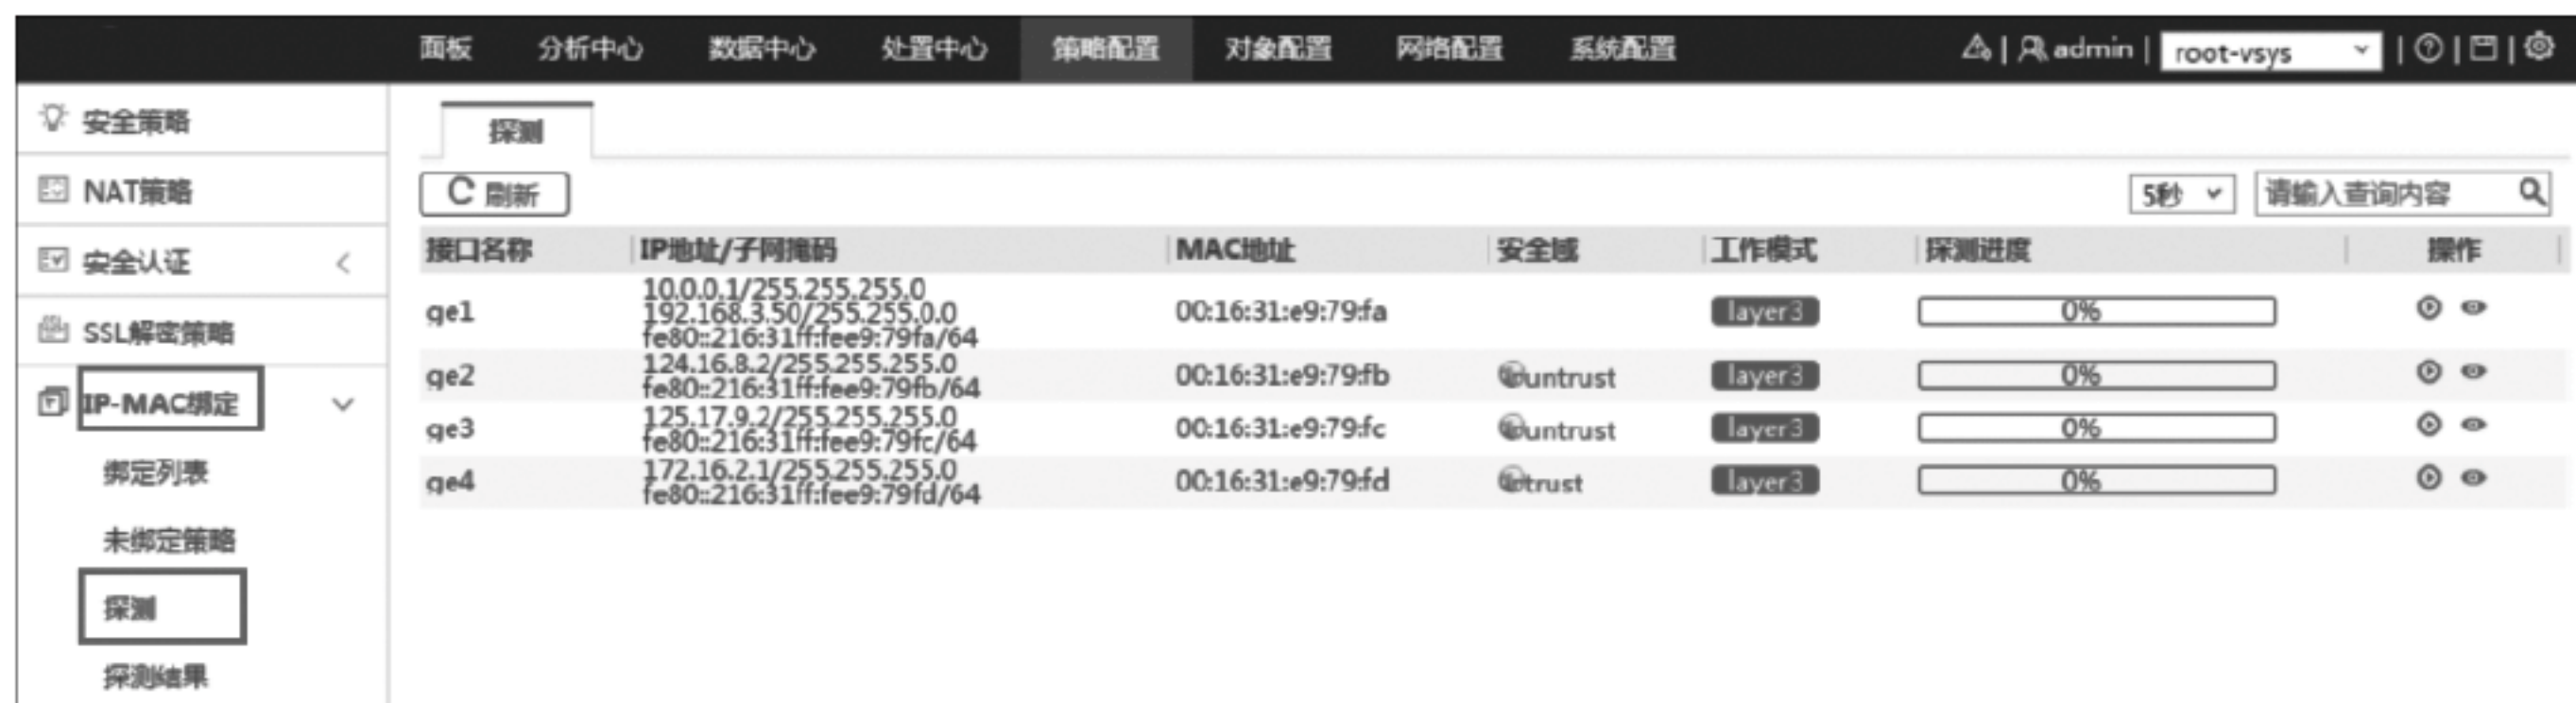 面板 分析中心 数据中心 处置中心 策略配置 对象配置 网络配置 系统配置 admin root-vsys
安全策略
NAT策略
安全认证
SSL解密策略
IP-MAC绑定
绑定列表
未绑定策略
探测
探测结果
探测
刷新 5秒 请输入查询内容
接口名称 IP地址/子网掩码 MAC地址 安全域 工作模式 探测进度 操作
10.0.0.1/255.255.255.0
ge1 192.168.3.50/255.255.0.0 00:16:31:e9:79:fa layer3 0%
fe80::216:31ff:fee9:79fa/64
124.16.8.2/255.255.255.0
ge2 00:16:31:e9:79:fb untrust layer3 0%
fe80::216:31ff:fee9:79fb/64
125.17.9.2/255.255.255.0
ge3 00:16:31:e9:79:fc untrust layer3 0%
fe80::216:31ff:fee9:79fc/64
172.16.2.1/255.255.255.0
ge4 00:16:31:e9:79:fd trust layer3 0%
fe80::216:31ff:fee9:79fd/64